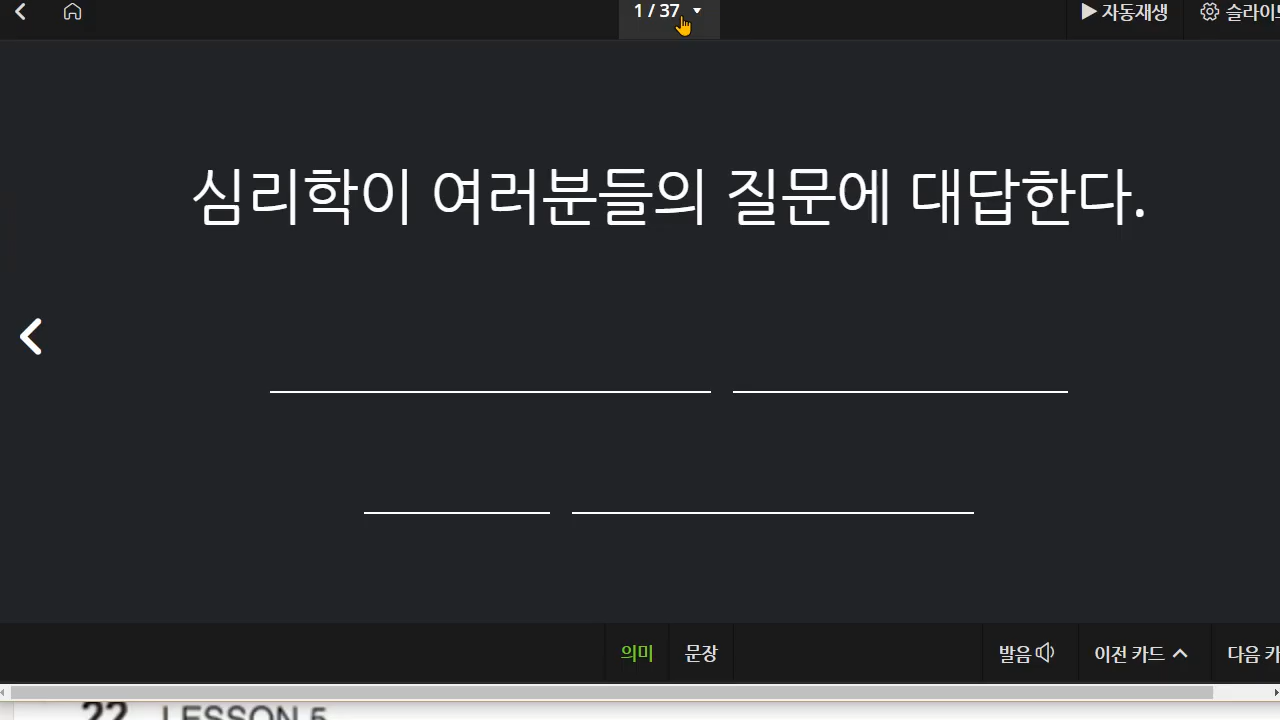 1 / 37
자동재생
슬라이
심리학이 여러분들의 질문에 대답한다.
의미
문장
발음
이전 카드
다음 카
22 LESSON 5